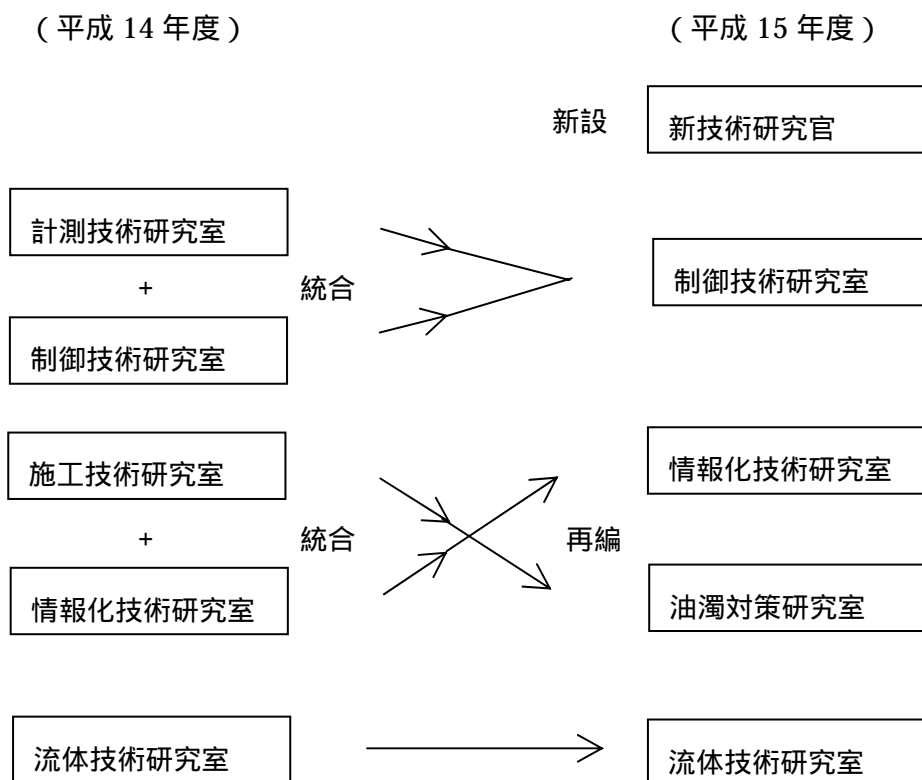 (平成 14 年度) (平成 15 年度)
新設 新技術研究官
計測技術研究室
+ 統合 制御技術研究室
制御技術研究室
施工技術研究室 情報化技術研究室
+ 統合 再編
情報化技術研究室 油濁対策研究室
流体技術研究室 流体技術研究室